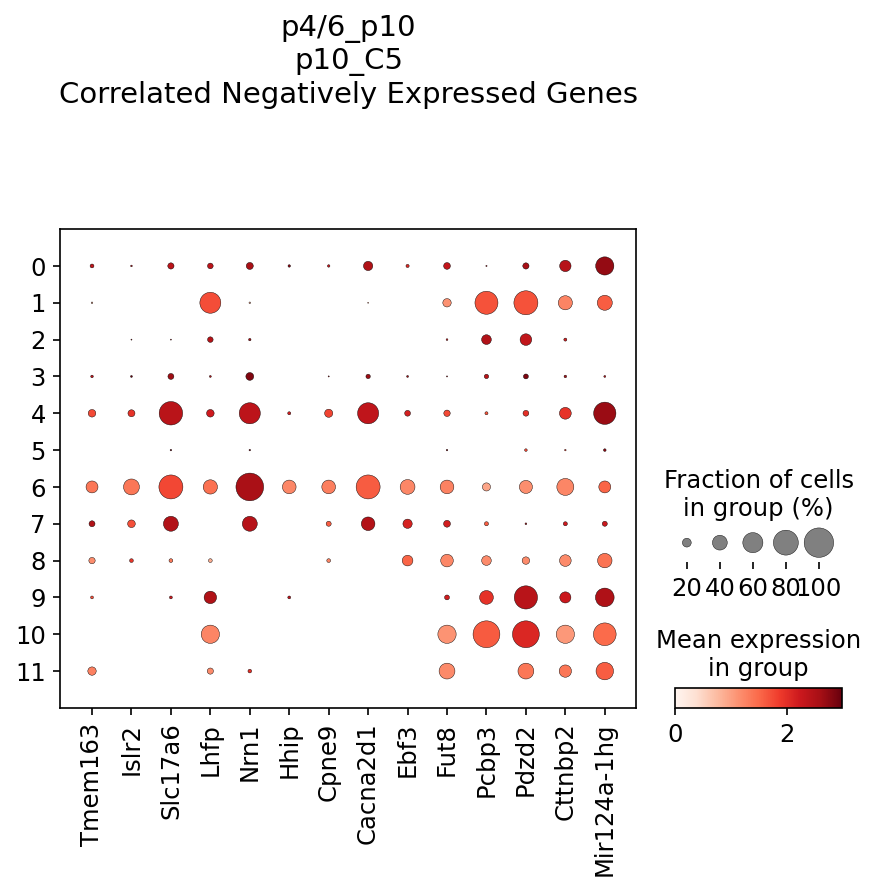 p4/6_p10
p10_C5
Correlated Negatively Expressed Genes
0
1
2
3
4
5
6
7
8
9
10
11
Tmem163
Islr2
Slc17a6
Lhfp
Nrn1
Hhip
Cpne9
Cacna2d1
Ebf3
Fut8
Pcbp3
Pdzd2
Cttnbp2
Mir124a-1hg
Fraction of cells
in group (%)
20 40 60 80 100
Mean expression
in group
0 2